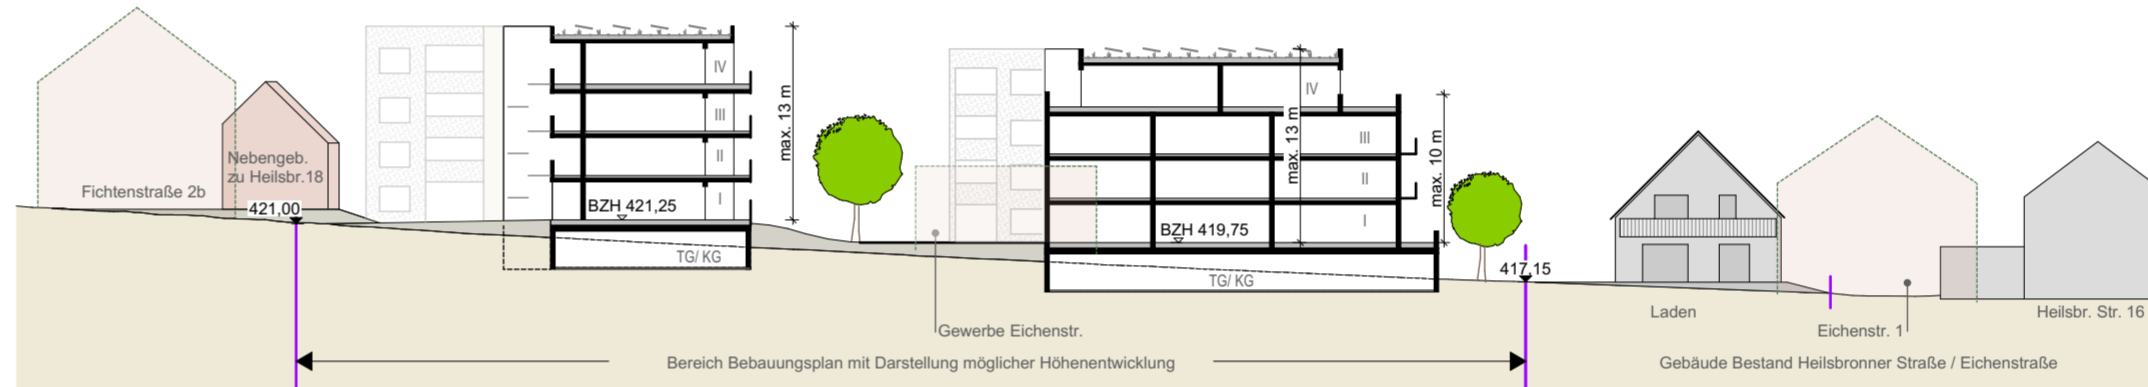 Fichtenstraße 2b
Nebengeb.
zu Heilsbr.18
421,00
IV
III
II
I
BZH 421,25
TG/ KG
max. 13 m
IV
III
II
I
BZH 419,75
TG/ KG
max. 13 m
max. 10 m
417,15
Gewerbe Eichenstr.
Laden
Eichenstr. 1
Heilsbr. Str. 16
Bereich Bebauungsplan mit Darstellung möglicher Höhenentwicklung
Gebäude Bestand Heilsbronner Straße / Eichenstraße